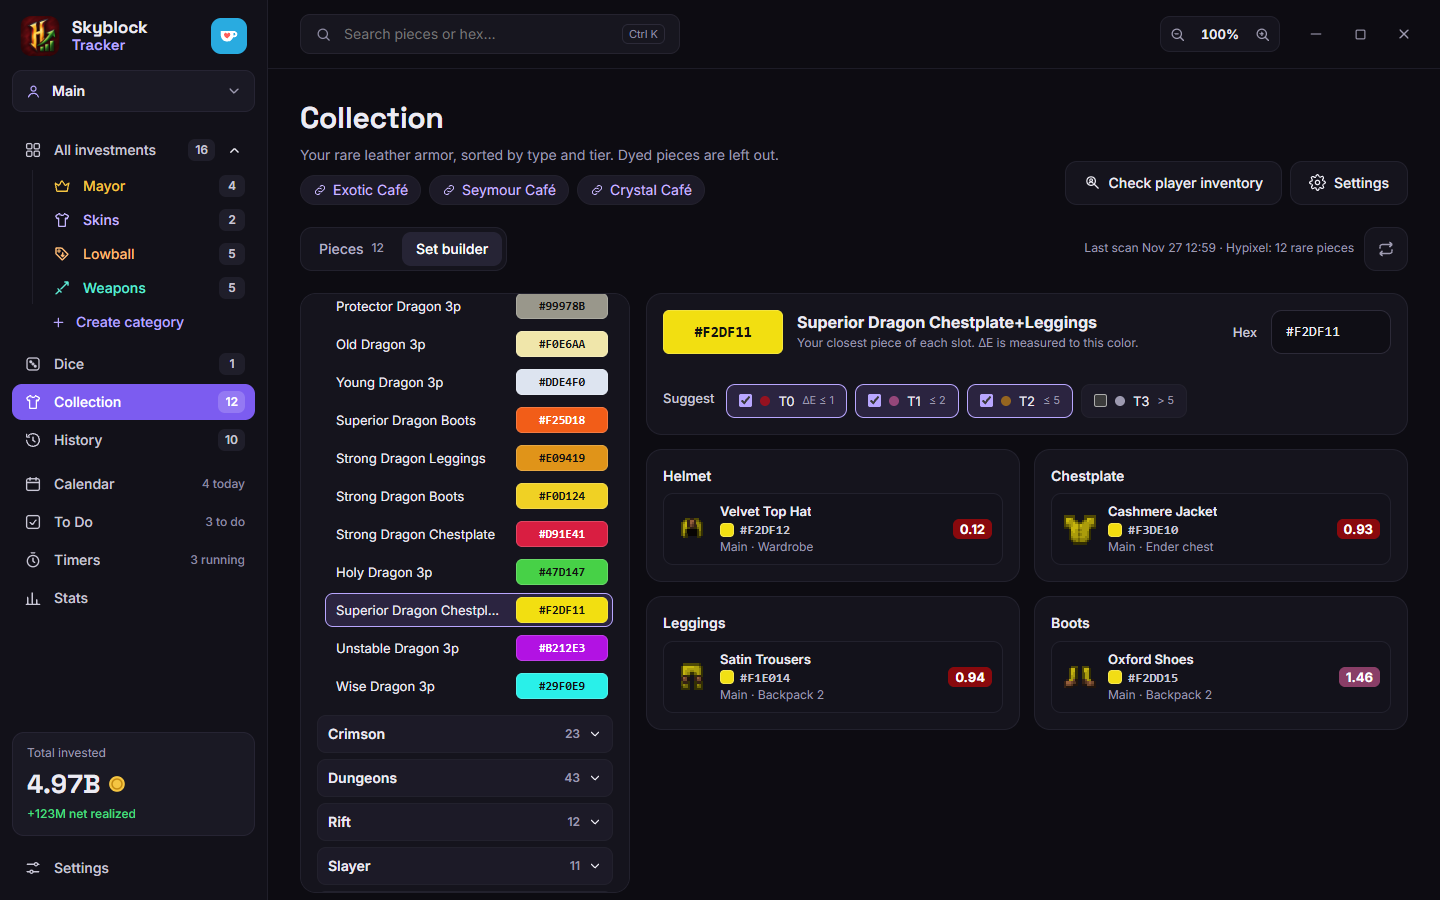 Skyblock
Tracker
Search pieces or hex...
Ctrl K
100%
Main
All investments 16
Mayor 4
Skins 2
Lowball 5
Weapons 5
+ Create category
Dice 1
Collection 12
History 10
Calendar 4 today
To Do 3 to do
Timers 3 running
Stats
Total invested
4.97B
+123M net realized
Settings
Collection
Your rare leather armor, sorted by type and tier. Dyed pieces are left out.
Exotic Café
Seymour Café
Crystal Café
Check player inventory
Settings
Pieces 12
Set builder
Last scan Nov 27 12:59 · Hypixel: 12 rare pieces
Protector Dragon 3p #99978B
Old Dragon 3p #F0E6AA
Young Dragon 3p #DDE4F0
Superior Dragon Boots #F25D18
Strong Dragon Leggings #E09419
Strong Dragon Boots #F0D124
Strong Dragon Chestplate #D91E41
Holy Dragon 3p #47D147
Superior Dragon Chestpl... #F2DF11
Unstable Dragon 3p #B212E3
Wise Dragon 3p #29F0E9
Crimson 23
Dungeons 43
Rift 12
Slayer 11
#F2DF11
Superior Dragon Chestplate+Leggings
Your closest piece of each slot. ΔE is measured to this color.
Hex #F2DF11
Suggest
T0 ΔE ≤ 1
T1 ≤ 2
T2 ≤ 5
T3 > 5
Helmet
Velvet Top Hat
#F2DF12
Main · Wardrobe
0.12
Chestplate
Cashmere Jacket
#F3DE10
Main · Ender chest
0.93
Leggings
Satin Trousers
#F1E014
Main · Backpack 2
0.94
Boots
Oxford Shoes
#F2DD15
Main · Backpack 2
1.46